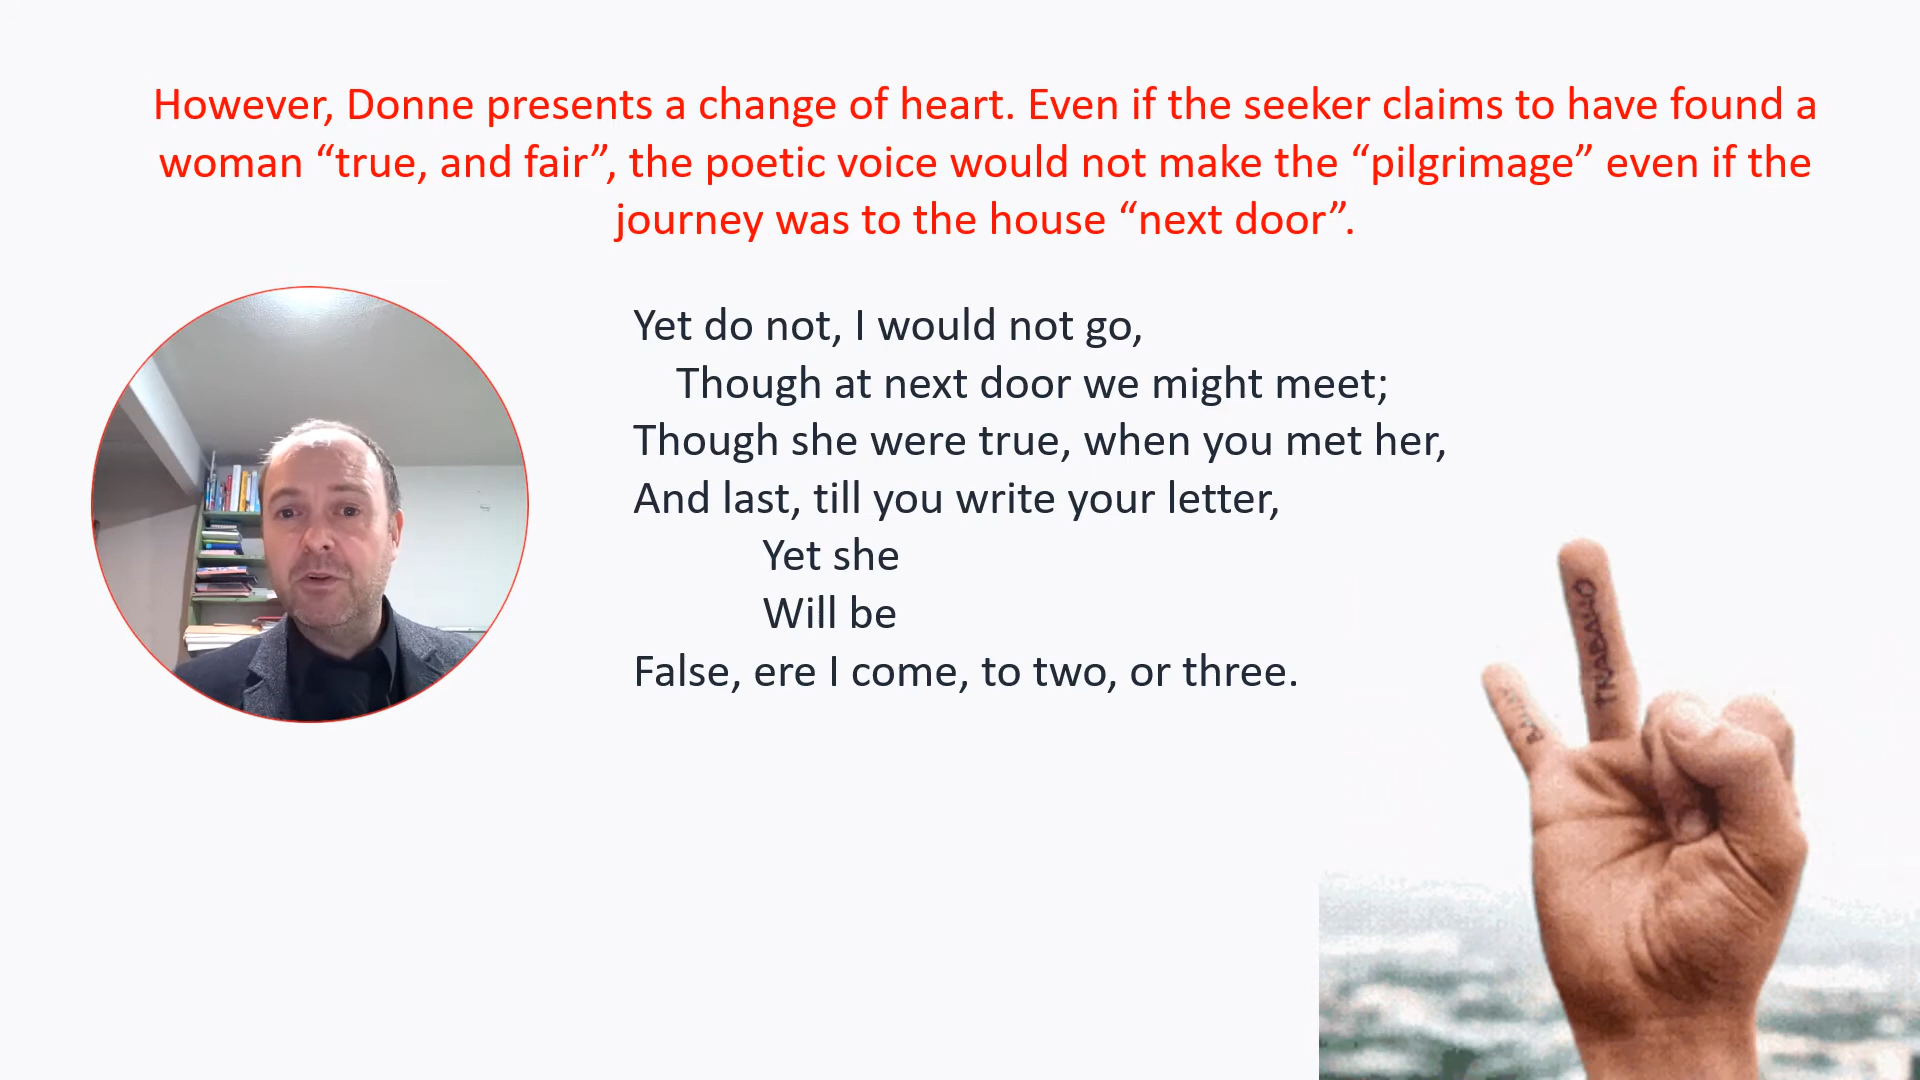 However, Donne presents a change of heart. Even if the seeker claims to have found a
woman “true, and fair”, the poetic voice would not make the “pilgrimage” even if the
journey was to the house “next door”.
Yet do not, I would not go,
Though at next door we might meet;
Though she were true, when you met her,
And last, till you write your letter,
Yet she
Will be
False, ere I come, to two, or three.
TRABAHO